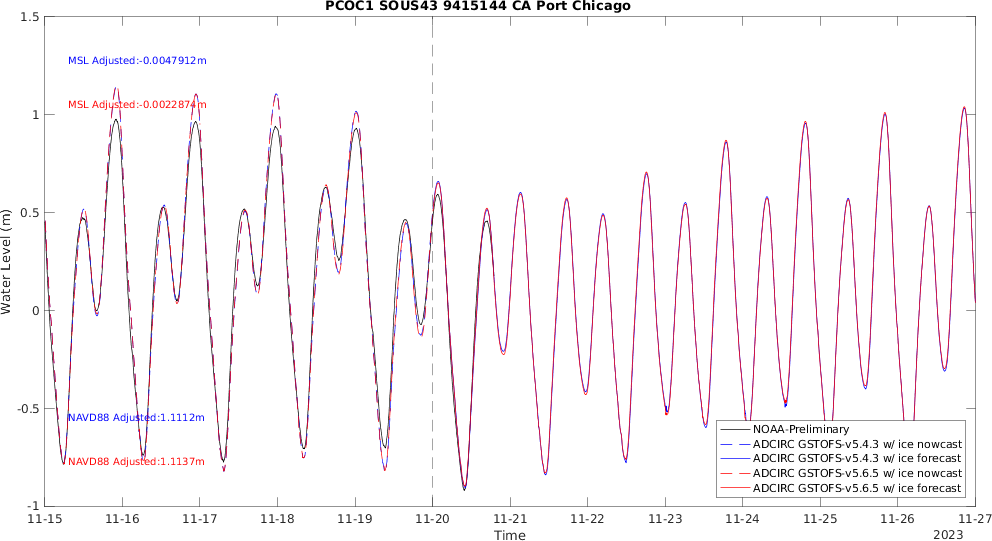 PCOC1 SOUS43 9415144 CA Port Chicago
1.5
MSL Adjusted:-0.0047912m
MSL Adjusted:-0.0022874m
1
0.5
Water Level (m)
0
-0.5
NAVD88 Adjusted:1.1112m
NAVD88 Adjusted:1.1137m
-1
NOAA-Preliminary
ADCIRC GSTOFS-v5.4.3 w/ ice nowcast
ADCIRC GSTOFS-v5.4.3 w/ ice forecast
ADCIRC GSTOFS-v5.6.5 w/ ice nowcast
ADCIRC GSTOFS-v5.6.5 w/ ice forecast
11-15 11-16 11-17 11-18 11-19 11-20 11-21 11-22 11-23 11-24 11-25 11-26 11-27
Time
2023